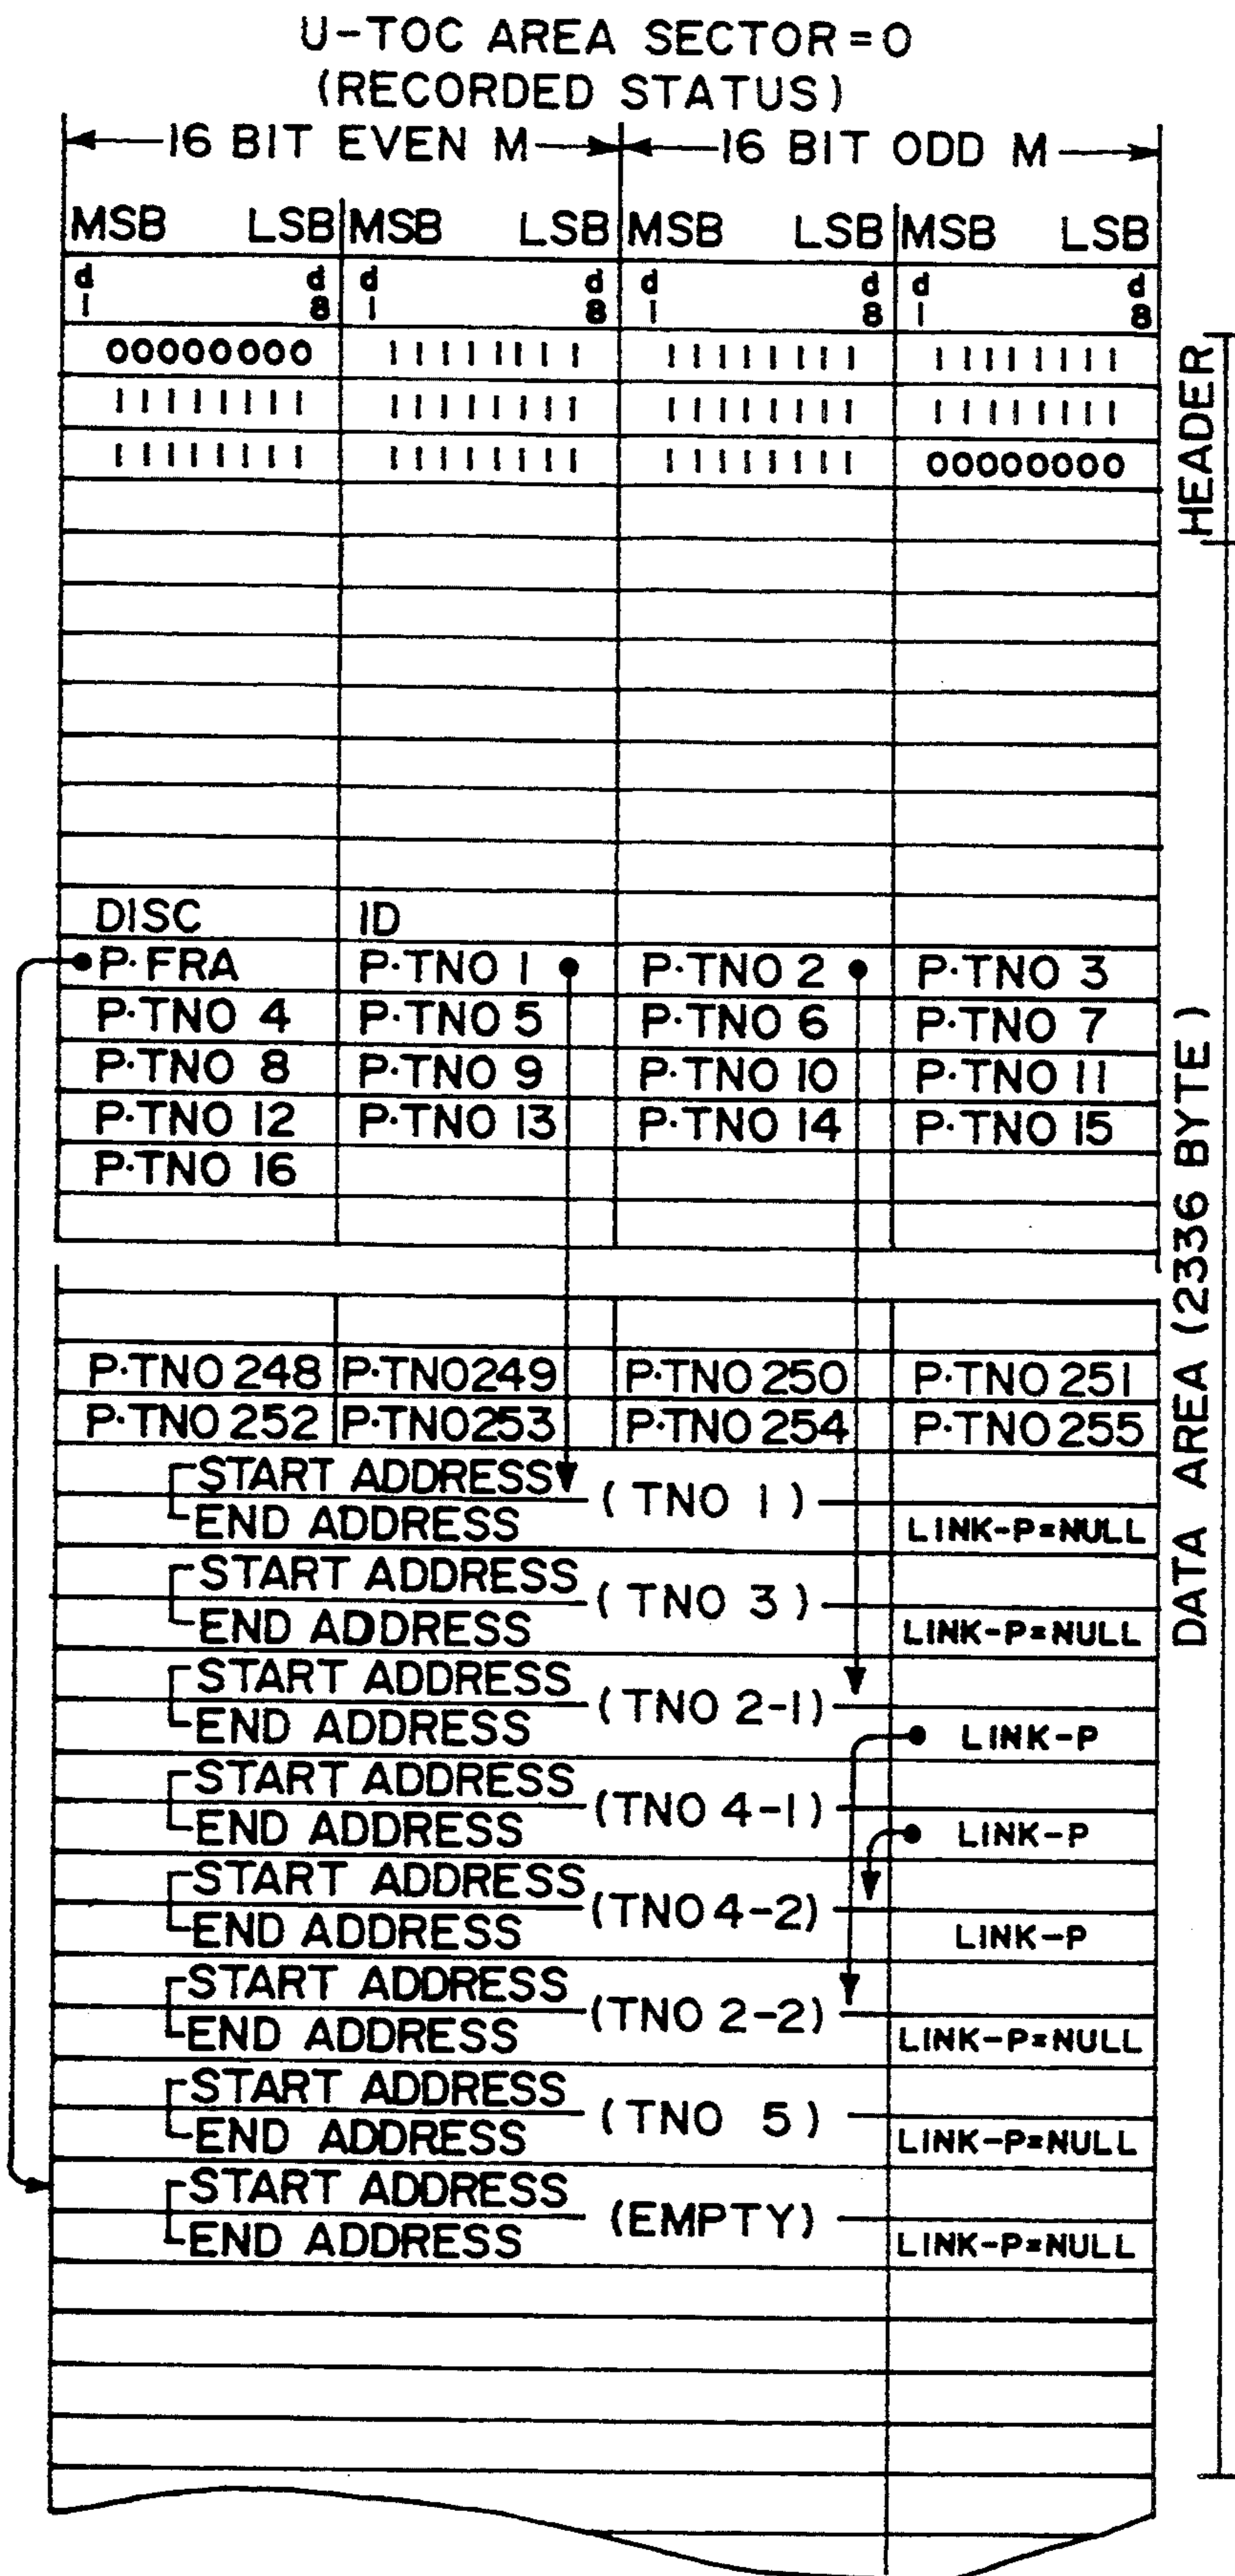 U-TOC AREA SECTOR=0
(RECORDED STATUS)
16 BIT EVEN M 16 BIT ODD M
MSB LSB MSB LSB MSB LSB MSB LSB
d1 d8 d1 d8 d1 d8 d1 d8
00000000 11111111 11111111 11111111
11111111 11111111 11111111 11111111
11111111 11111111 11111111 00000000
HEADER
DISC ID
P·FRA P·TNO 1 P·TNO 2 P·TNO 3
P·TNO 4 P·TNO 5 P·TNO 6 P·TNO 7
P·TNO 8 P·TNO 9 P·TNO 10 P·TNO 11
P·TNO 12 P·TNO 13 P·TNO 14 P·TNO 15
P·TNO 16
P·TNO 248 P·TNO249 P·TNO 250 P·TNO 251
P·TNO 252 P·TNO253 P·TNO 254 P·TNO 255
DATA AREA (2336 BYTE)
START ADDRESS
(TNO 1)
END ADDRESS LINK-P=NULL
START ADDRESS
(TNO 3)
END ADDRESS LINK-P=NULL
START ADDRESS
(TNO 2-1)
END ADDRESS LINK-P
START ADDRESS
(TNO 4-1)
END ADDRESS LINK-P
START ADDRESS
(TNO 4-2)
END ADDRESS LINK-P
START ADDRESS
(TNO 2-2)
END ADDRESS LINK-P=NULL
START ADDRESS
(TNO 5)
END ADDRESS LINK-P=NULL
START ADDRESS
(EMPTY)
END ADDRESS LINK-P=NULL